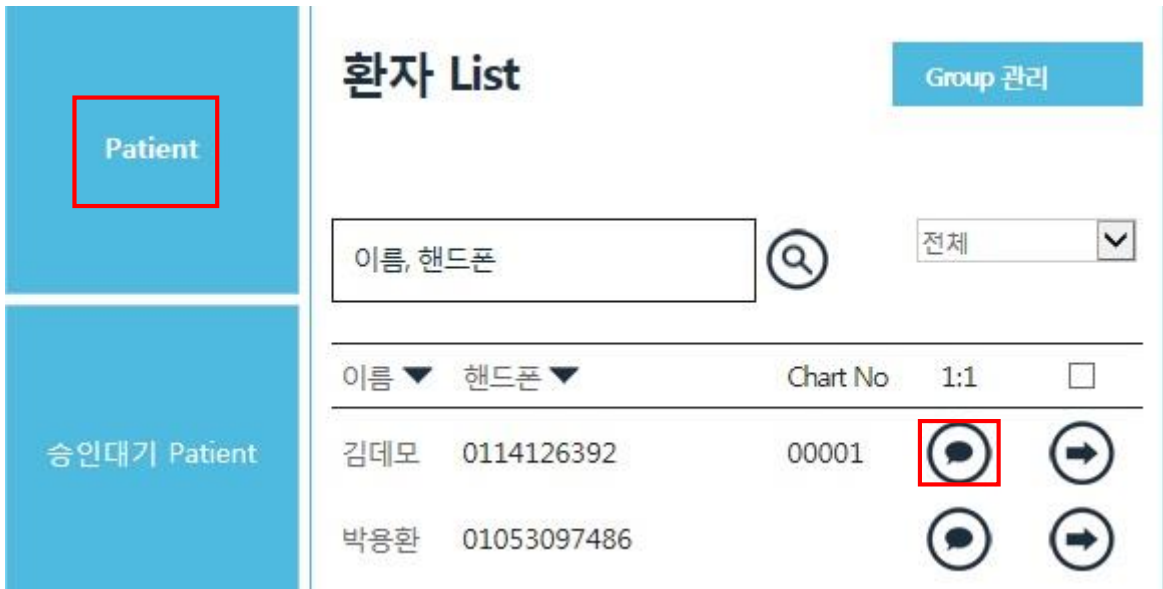 Patient
승인대기 Patient
환자 List
Group 관리
이름, 핸드폰
전체
이름 핸드폰 Chart No 1:1
김데모 0114126392 00001
박용환 01053097486